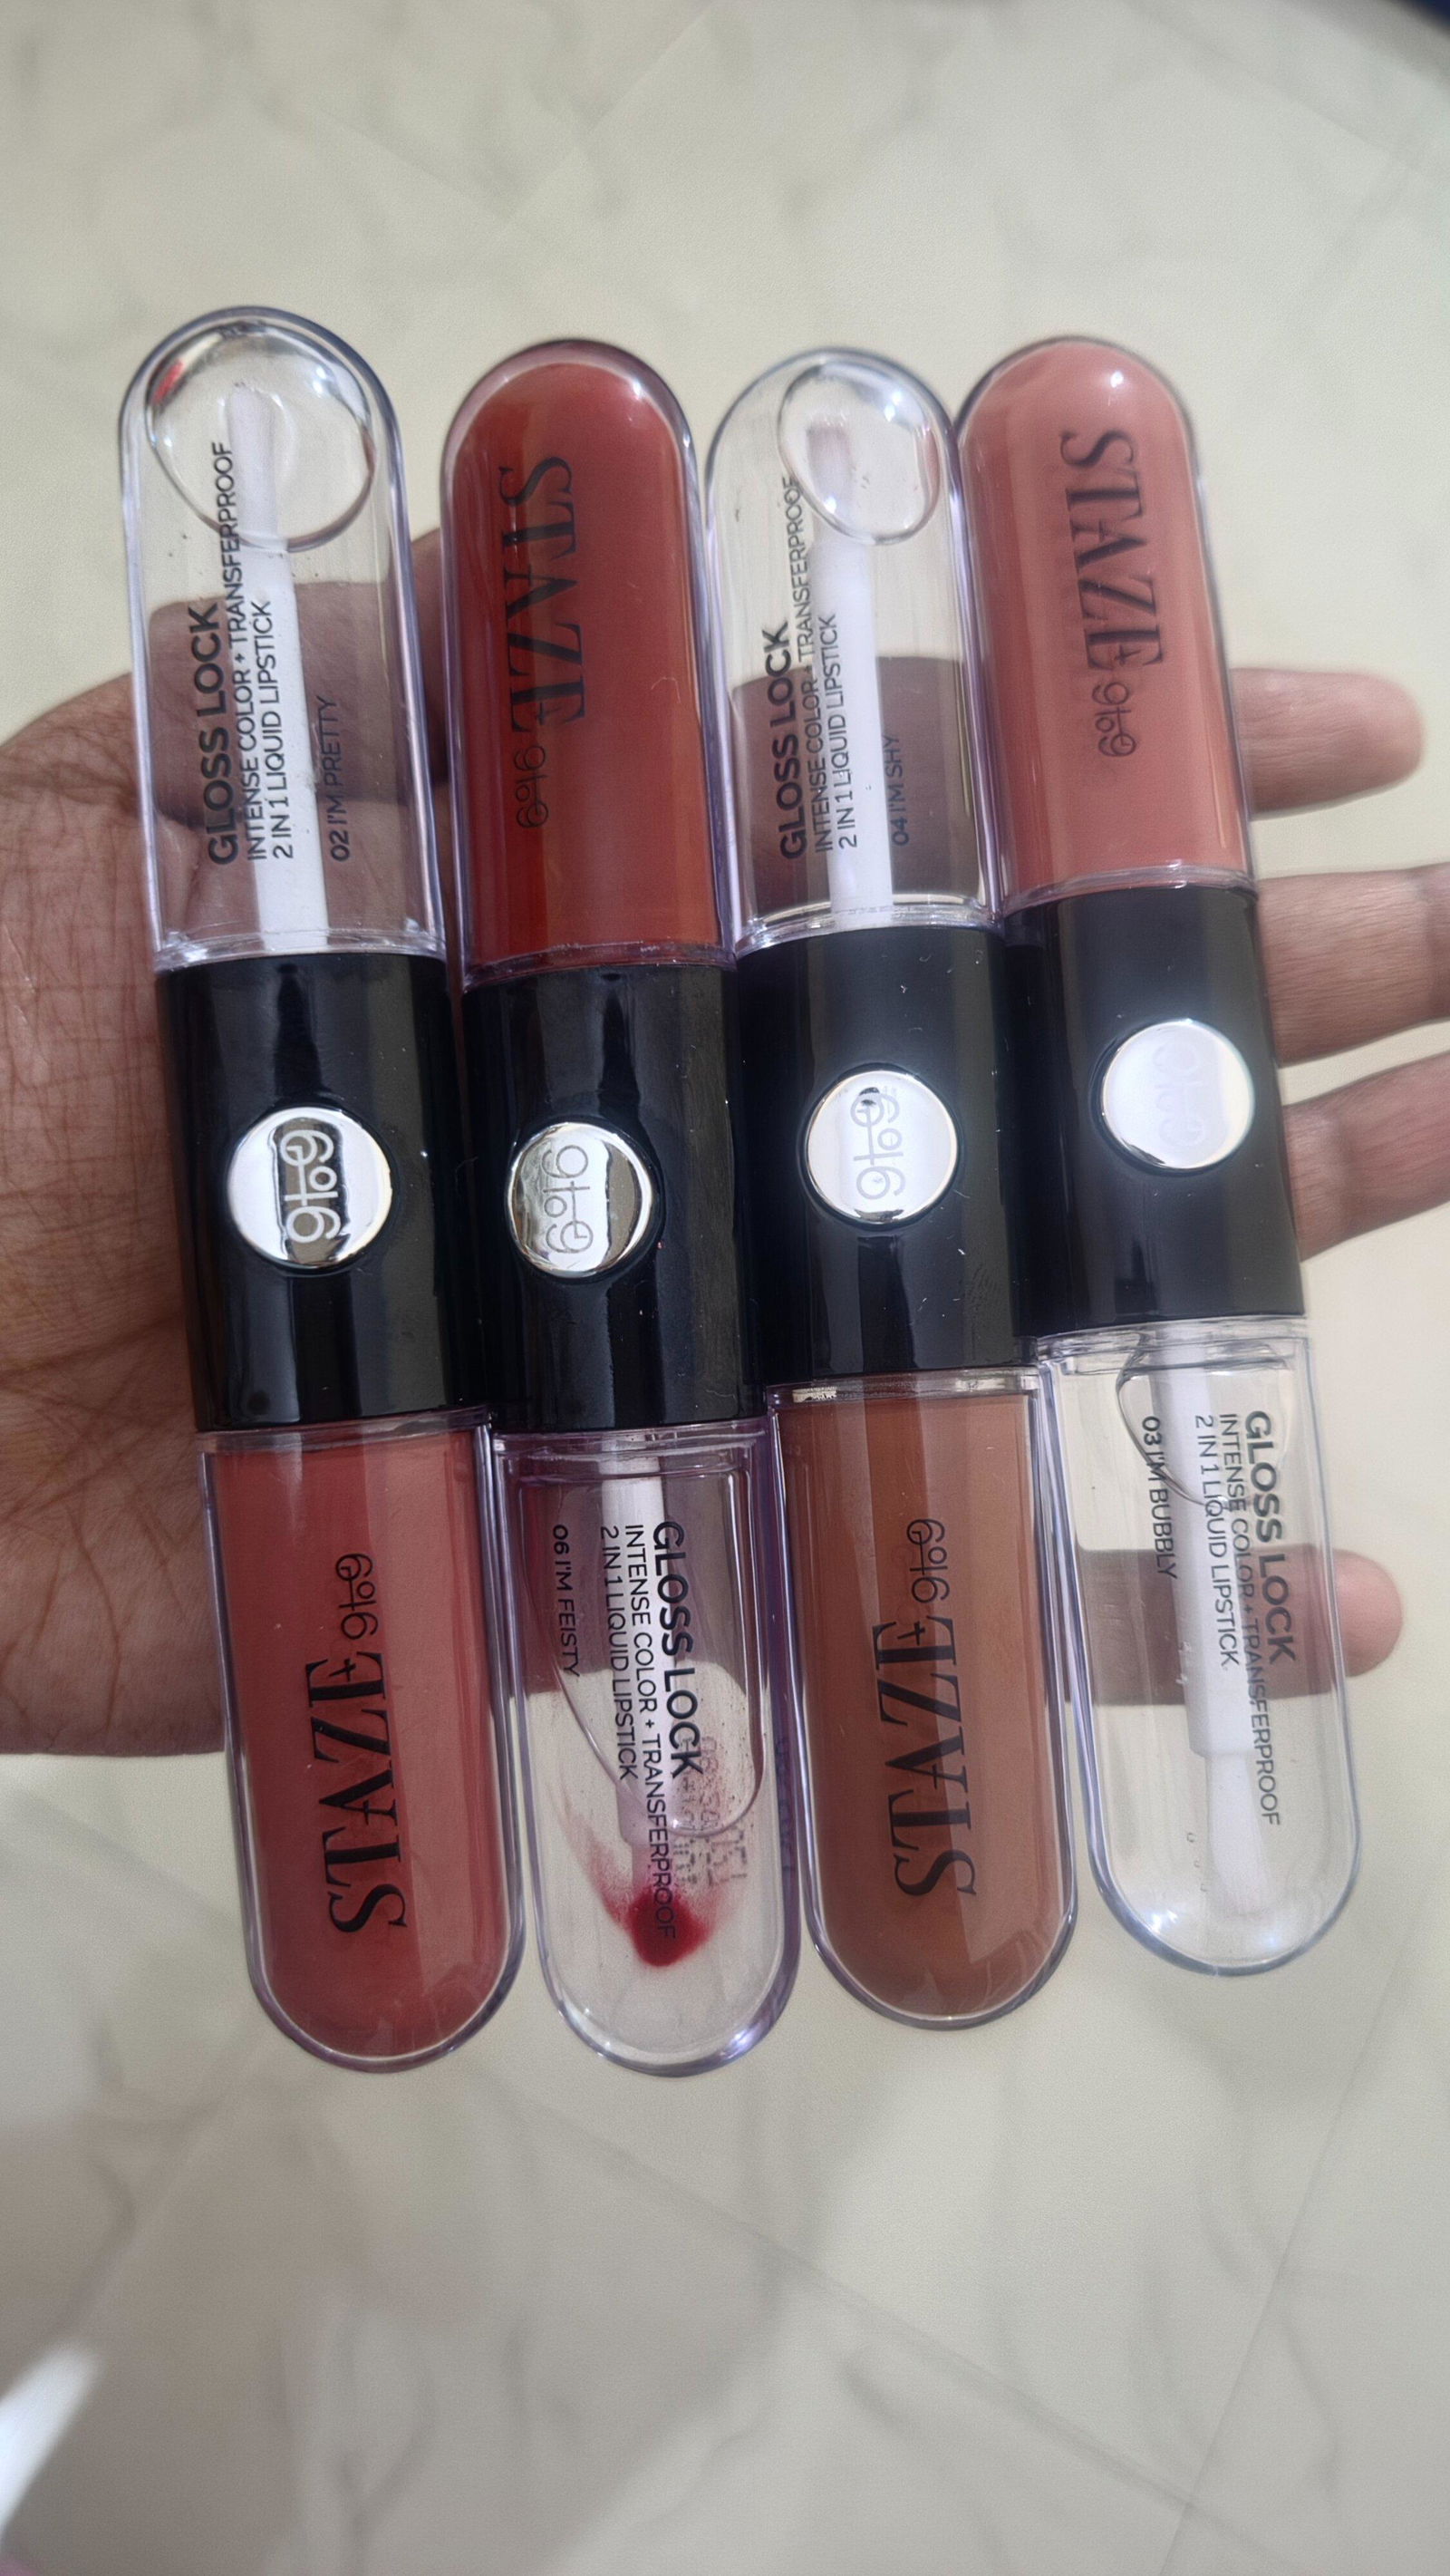 GLOSS LOCK
INTENSE COLOR + TRANSFERPROOF
2 IN 1 LIQUID LIPSTICK
02 I'M PRETTY
9to9
STAZE 9to9
STAZE 9to9
9to9
GLOSS LOCK
INTENSE COLOR + TRANSFERPROOF
2 IN 1 LIQUID LIPSTICK
06 I'M FEISTY
GLOSS LOCK
INTENSE COLOR + TRANSFERPROOF
2 IN 1 LIQUID LIPSTICK
04 I'M SHY
9to9
STAZE 9to9
STAZE 9to9
9to9
GLOSS LOCK
INTENSE COLOR + TRANSFERPROOF
2 IN 1 LIQUID LIPSTICK
03 I'M BUBBLY